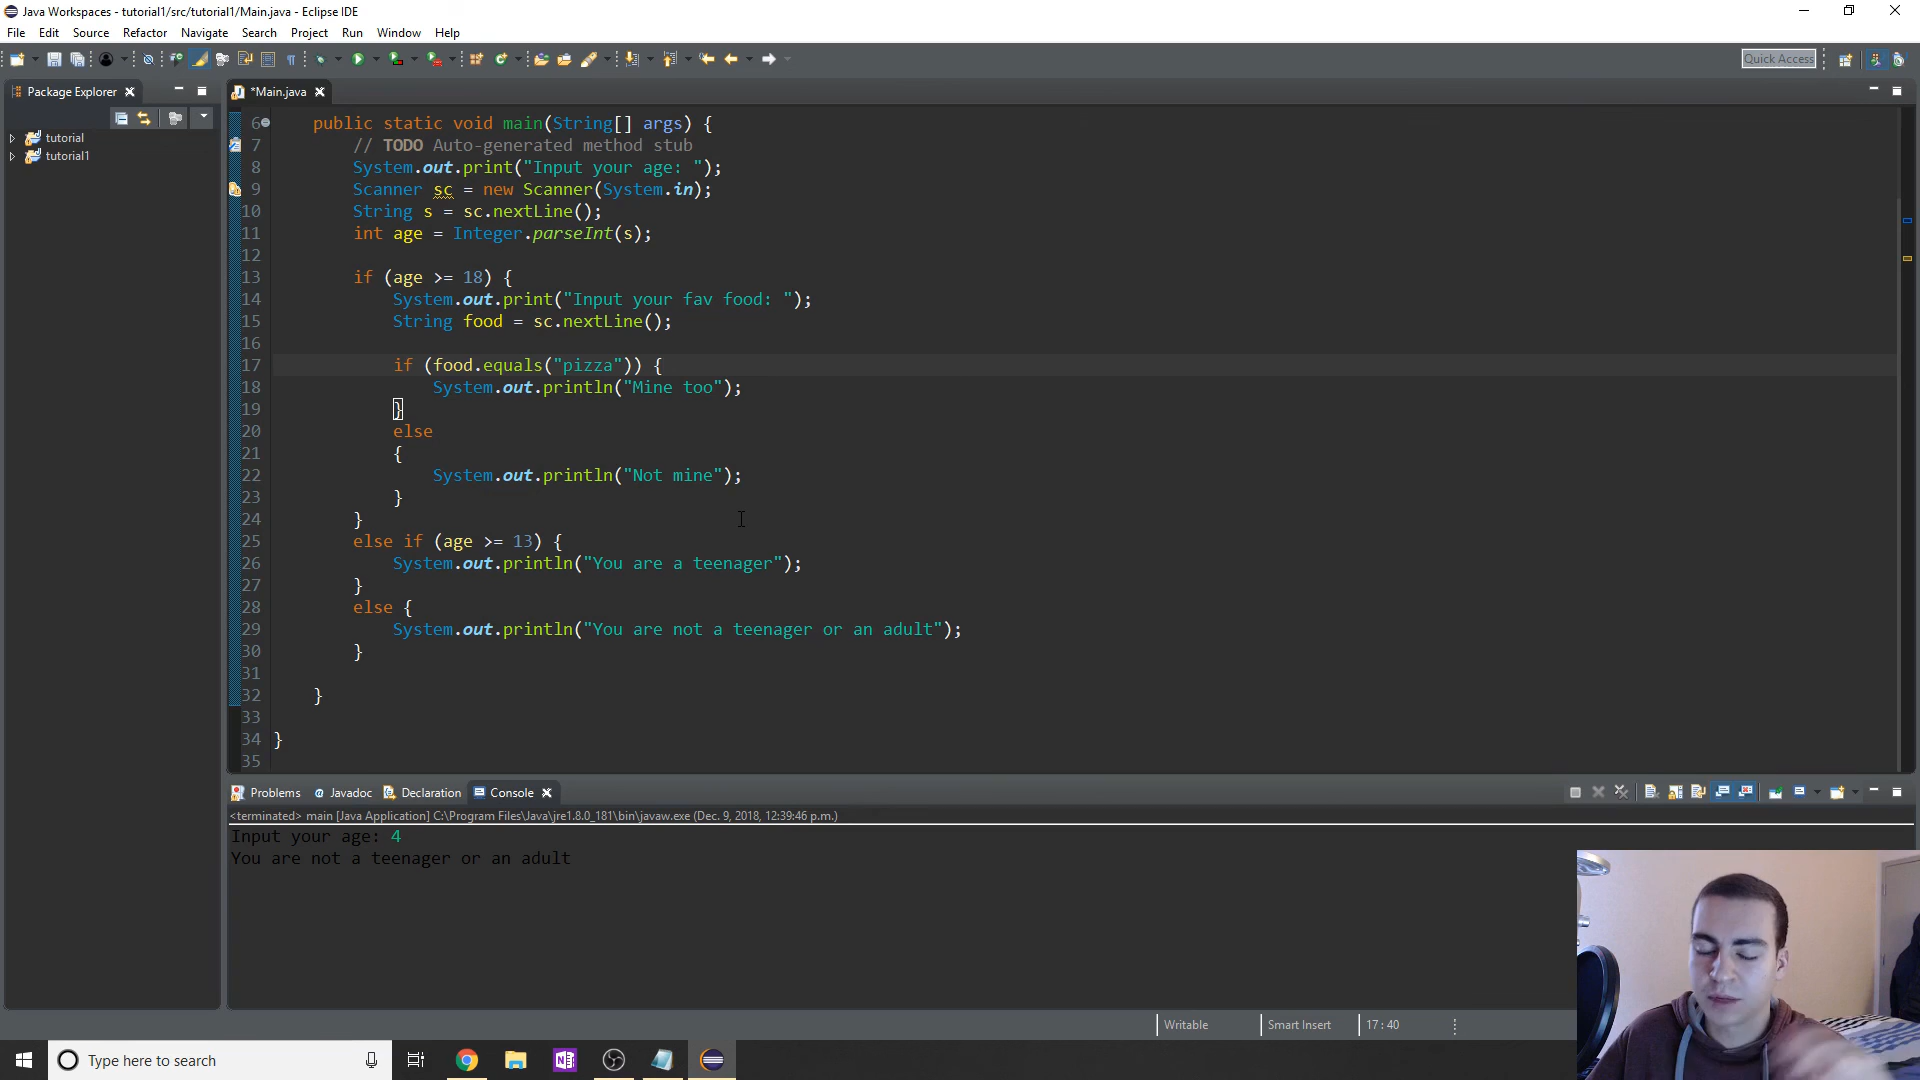 Java Workspaces - tutorial1/src/tutorial1/Main.java - Eclipse IDE
File Edit Source Refactor Navigate Search Project Run Window Help
Quick Access
Package Explorer
*Main.java
tutorial
tutorial1
6 public static void main(String[] args) {
7 // TODO Auto-generated method stub
8 System.out.print("Input your age: ");
9 Scanner sc = new Scanner(System.in);
10 String s = sc.nextLine();
11 int age = Integer.parseInt(s);
12
13 if (age >= 18) {
14 System.out.print("Input your fav food: ");
15 String food = sc.nextLine();
16
17 if (food.equals("pizza")) {
18 System.out.println("Mine too");
19 }
20 else
21 {
22 System.out.println("Not mine");
23 }
24 }
25 else if (age >= 13) {
26 System.out.println("You are a teenager");
27 }
28 else {
29 System.out.println("You are not a teenager or an adult");
30 }
31
32 }
33
34 }
35
Problems @ Javadoc Declaration Console
<terminated> main [Java Application] C:\Program Files\Java\jre1.8.0_181\bin\javaw.exe (Dec. 9, 2018, 12:39:46 p.m.)
Input your age: 4
You are not a teenager or an adult
Writable Smart Insert 17 : 40
Type here to search